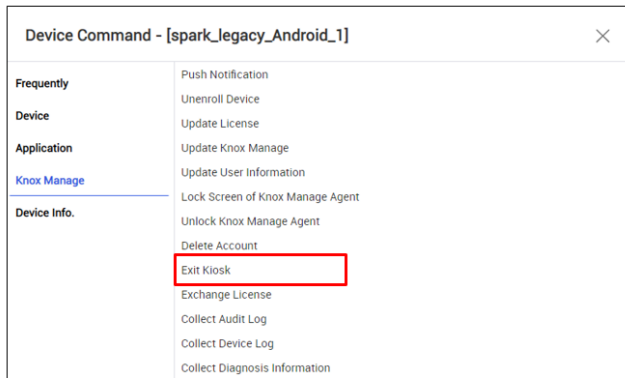 Device Command - [spark_legacy_Android_1]
Frequently
Device
Application
Knox Manage
Device Info.
Push Notification
Unenroll Device
Update License
Update Knox Manage
Update User Information
Lock Screen of Knox Manage Agent
Unlock Knox Manage Agent
Delete Account
Exit Kiosk
Exchange License
Collect Audit Log
Collect Device Log
Collect Diagnosis Information